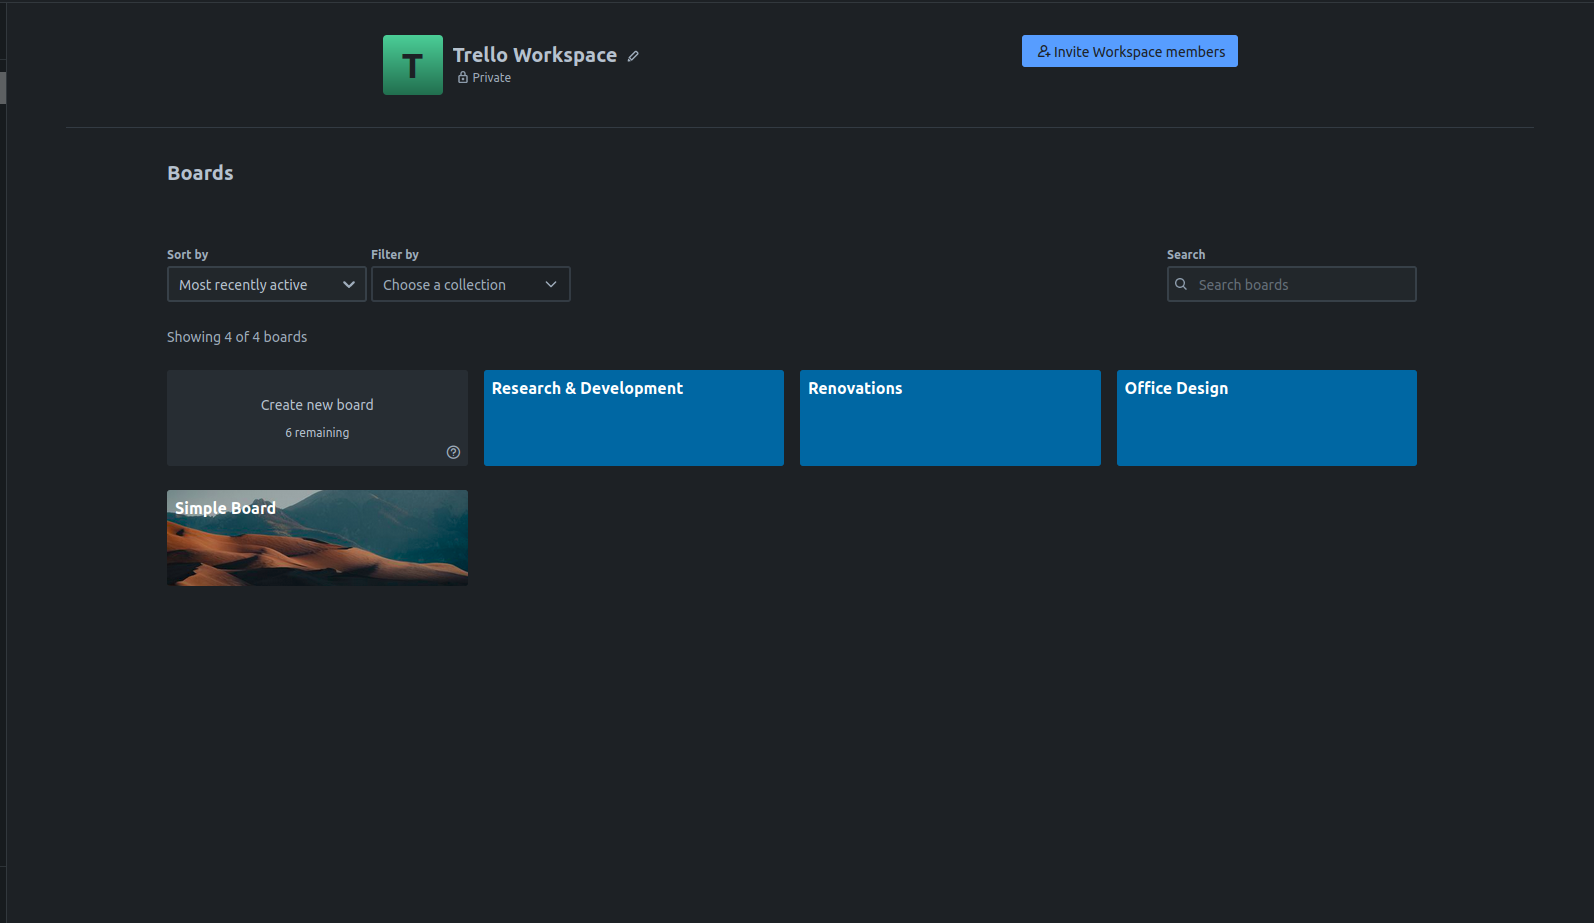 T
Trello Workspace
Private
Invite Workspace members
Boards
Sort by
Filter by
Search
Most recently active
Choose a collection
Search boards
Showing 4 of 4 boards
Create new board
6 remaining
Research & Development
Renovations
Office Design
Simple Board